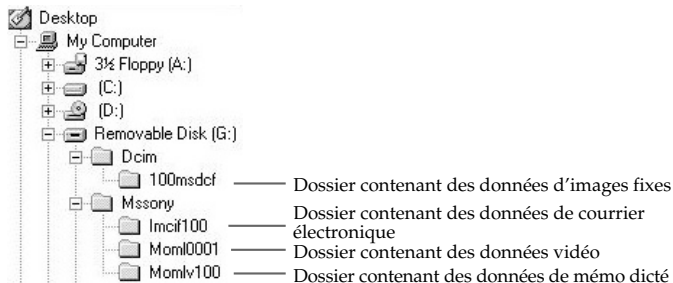 Desktop
My Computer
3½ Floppy (A:)
(C:)
(D:)
Removable Disk (G:)
Dcim
100msdcf Dossier contenant des données d'images fixes
Mssony
Imcif100 Dossier contenant des données de courrier
électronique
Moml0001 Dossier contenant des données vidéo
Momlv100 Dossier contenant des données de mémo dicté